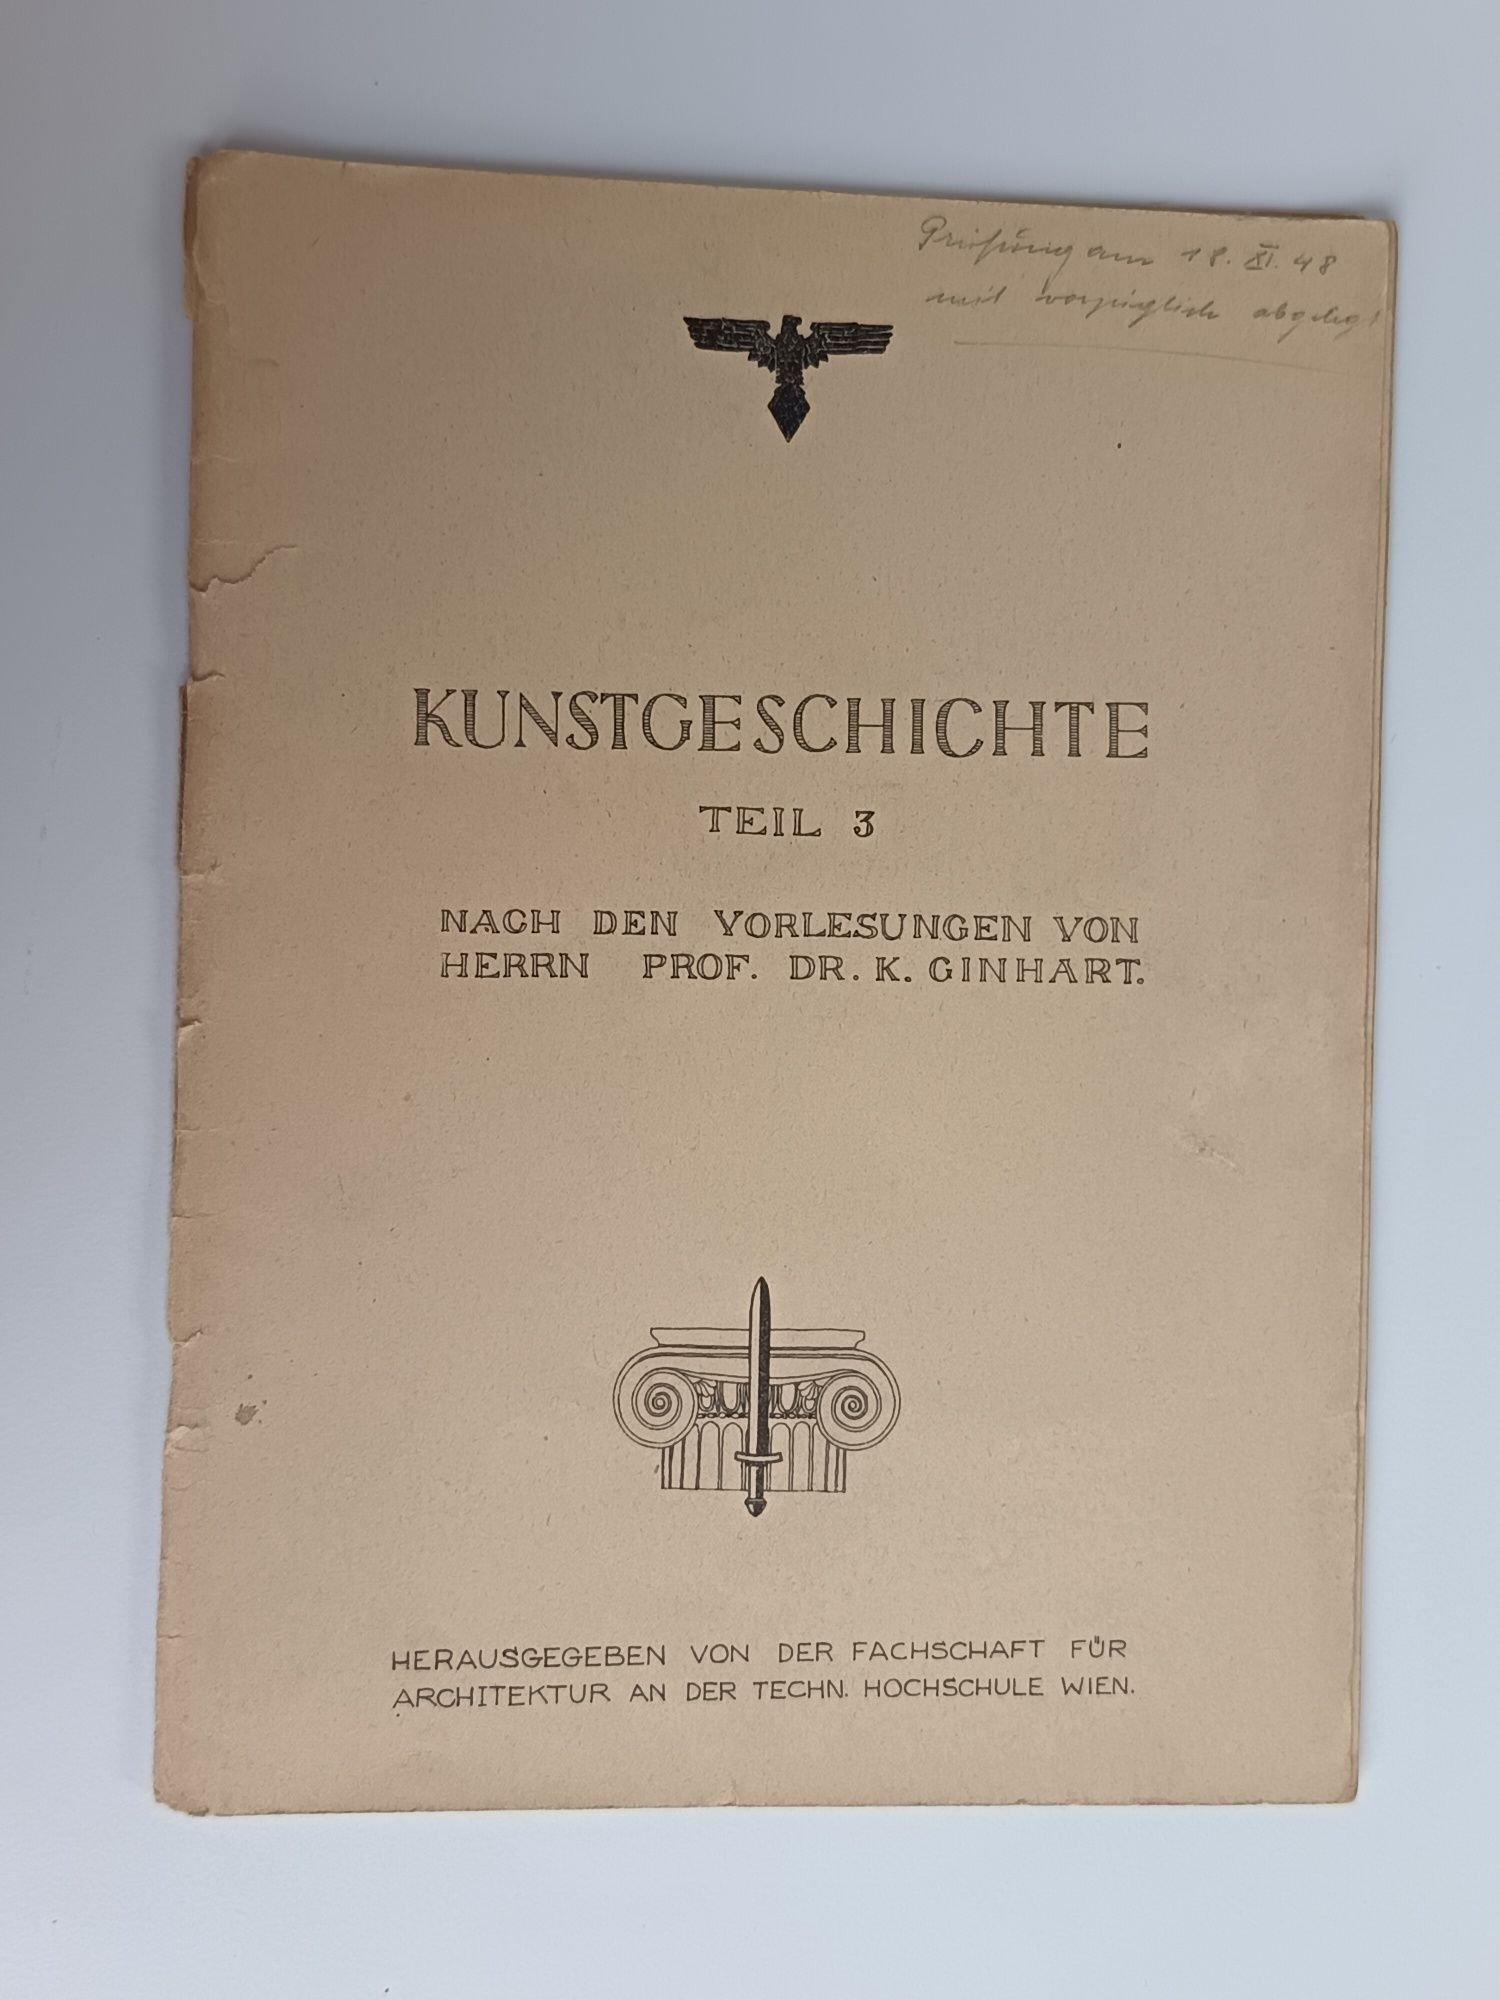 Prüfung am 18. XI. 48
mit vorzüglich abgelegt
KUNSTGESCHICHTE
TEIL 3
NACH DEN VORLESUNGEN VON
HERRN PROF. DR. K. GINHART.
HERAUSGEGEBEN VON DER FACHSCHAFT FÜR
ARCHITEKTUR AN DER TECHN. HOCHSCHULE WIEN.